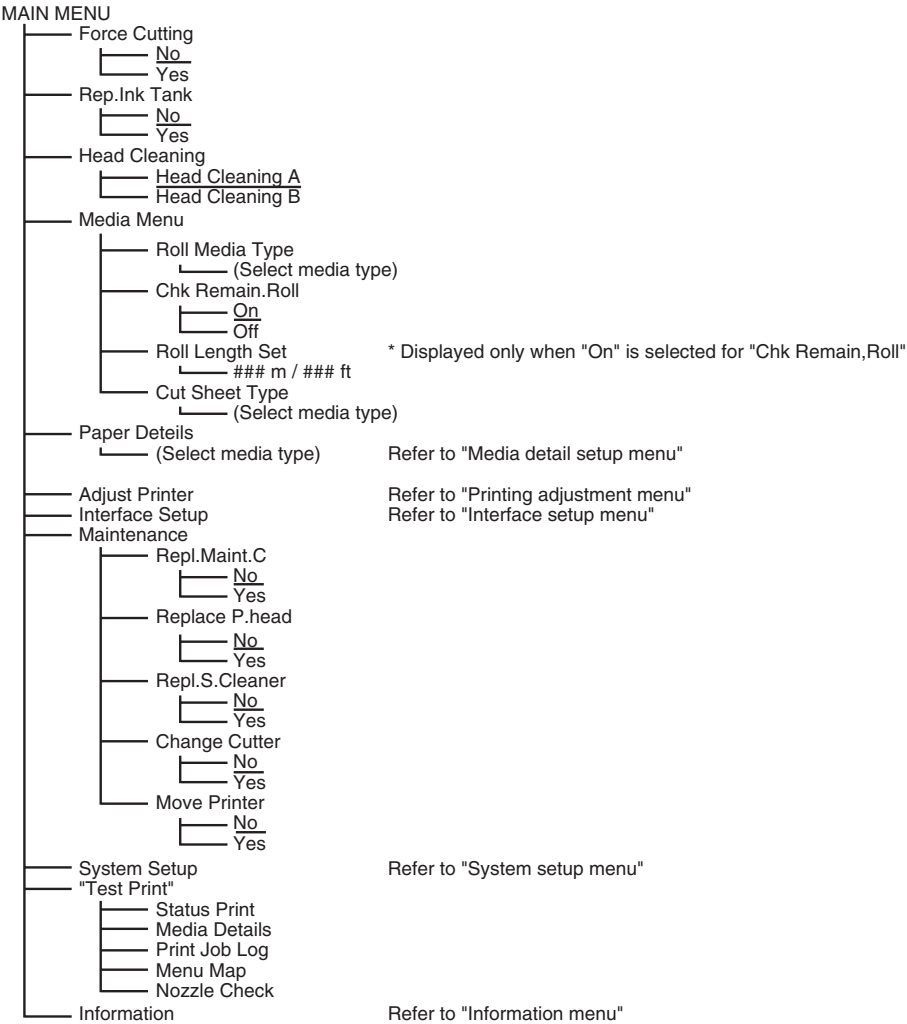 MAIN MENU
Force Cutting
No
Yes
Rep.Ink Tank
No
Yes
Head Cleaning
Head Cleaning A
Head Cleaning B
Media Menu
Roll Media Type
(Select media type)
Chk Remain.Roll
On
Off
Roll Length Set * Displayed only when "On" is selected for "Chk Remain,Roll"
### m / ### ft
Cut Sheet Type
(Select media type)
Paper Deteils
(Select media type) Refer to "Media detail setup menu"
Adjust Printer Refer to "Printing adjustment menu"
Interface Setup Refer to "Interface setup menu"
Maintenance
Repl.Maint.C
No
Yes
Replace P.head
No
Yes
Repl.S.Cleaner
No
Yes
Change Cutter
No
Yes
Move Printer
No
Yes
System Setup Refer to "System setup menu"
"Test Print"
Status Print
Media Details
Print Job Log
Menu Map
Nozzle Check
Information Refer to "Information menu"